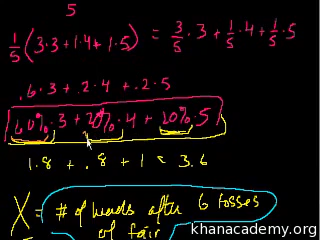 5
1/5 (3·3+1·4+1·5) = 3/5 · 3 + 1/5 · 4 + 1/5 · 5
.6·3 + .2·4 + .2·5
60%·3 + 20%·4 + 20%·5
1.8 + .8 + 1 = 3.6
X = # of heads after 6 tosses
of fair
khanacademy.org